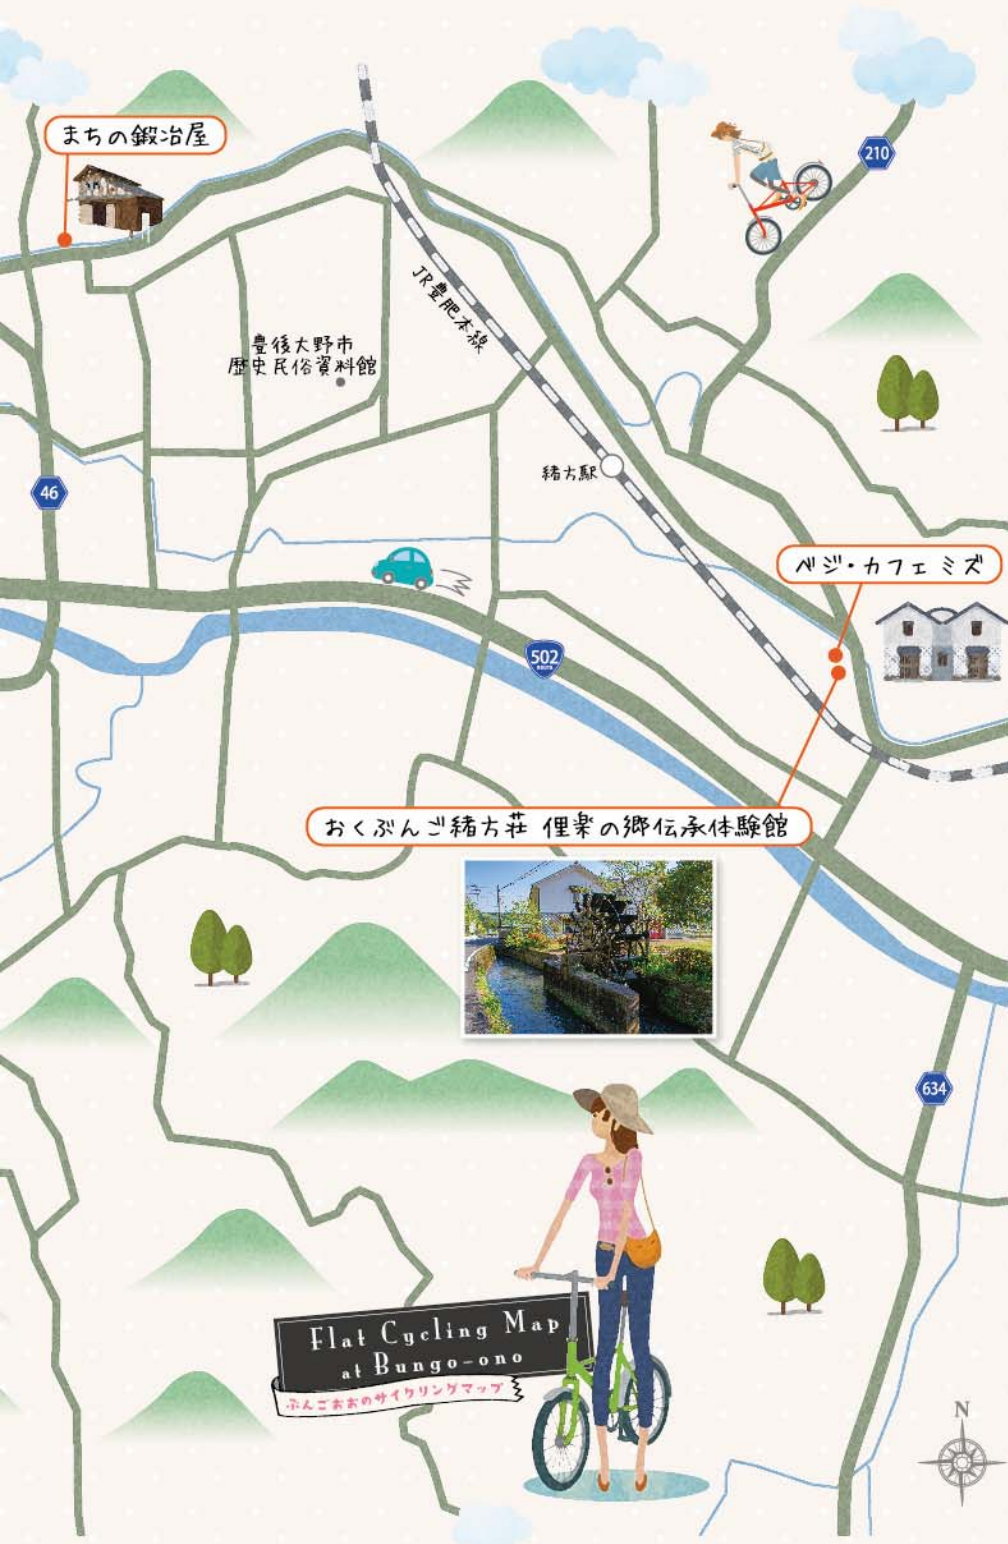 まちの鍛冶屋
210
JR豊肥本線
豊後大野市
歴史民俗資料館
緒方駅
46
ベジ・カフェ ミズ
502
ROUTE
おくぶんご緒方荘 俚楽の郷伝承体験館
634
Flat Cycling Map
at Bungo-ono
ぶんごおおのサイクリングマップ
N